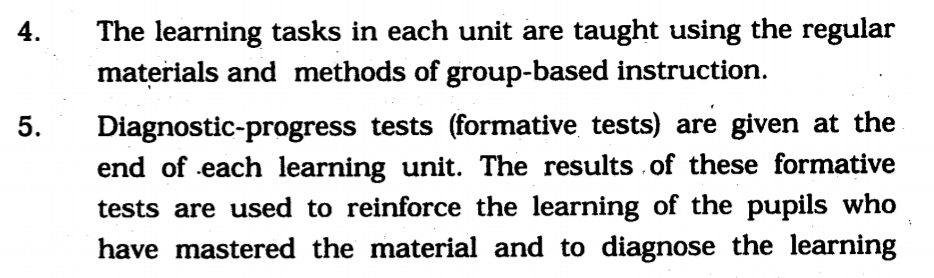 4. The learning tasks in each unit are taught using the regular
materials and methods of group-based instruction.
5. Diagnostic-progress tests (formative tests) are given at the
end of each learning unit. The results of these formative
tests are used to reinforce the learning of the pupils who
have mastered the material and to diagnose the learning